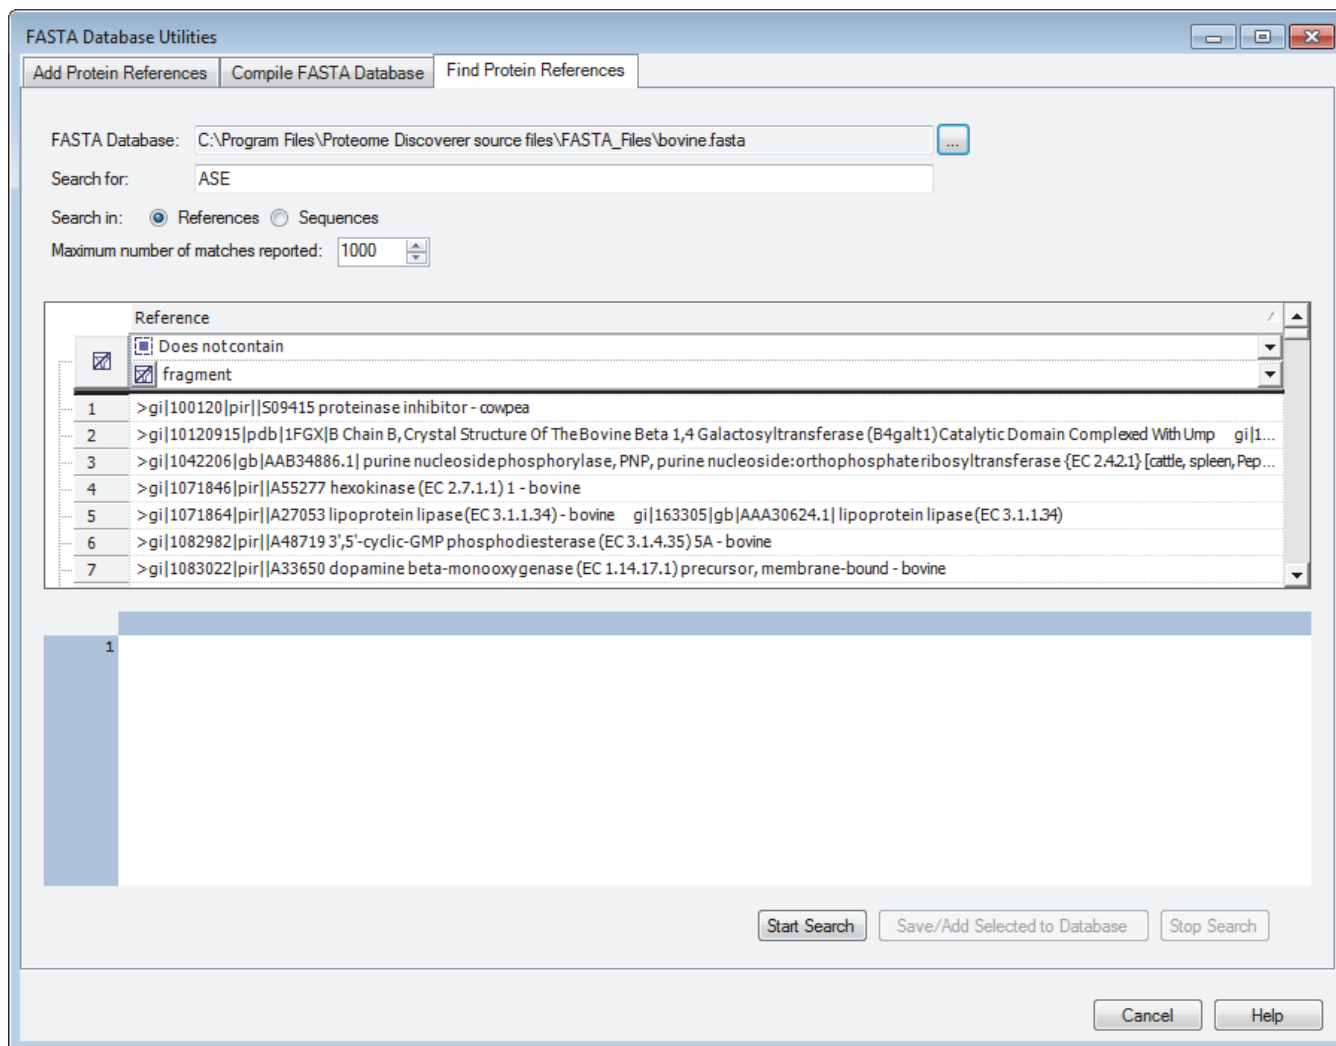 FASTA Database Utilities
Add Protein References Compile FASTA Database Find Protein References
FASTA Database: C:\Program Files\Proteome Discoverer source files\FASTA_Files\bovine.fasta ...
Search for: ASE
Search in: References Sequences
Maximum number of matches reported: 1000
Reference
Does not contain
fragment
1 >gi|100120|pir||S09415 proteinase inhibitor - cowpea
2 >gi|10120915|pdb|1FGX|B Chain B, Crystal Structure Of The Bovine Beta 1,4 Galactosyltransferase (B4galt1) Catalytic Domain Complexed With Ump gi|1...
3 >gi|1042206|gb|AAB34886.1| purine nucleoside phosphorylase, PNP, purine nucleoside:orthophosphate ribosyltransferase {EC 2.4.2.1} [cattle, spleen, Pep...
4 >gi|1071846|pir||A55277 hexokinase (EC 2.7.1.1) 1 - bovine
5 >gi|1071864|pir||A27053 lipoprotein lipase (EC 3.1.1.34) - bovine gi|163305|gb|AAA30624.1| lipoprotein lipase (EC 3.1.1.34)
6 >gi|1082982|pir||A48719 3',5'-cyclic-GMP phosphodiesterase (EC 3.1.4.35) 5A - bovine
7 >gi|1083022|pir||A33650 dopamine beta-monooxygenase (EC 1.14.17.1) precursor, membrane-bound - bovine
1
Start Search Save/Add Selected to Database Stop Search
Cancel Help